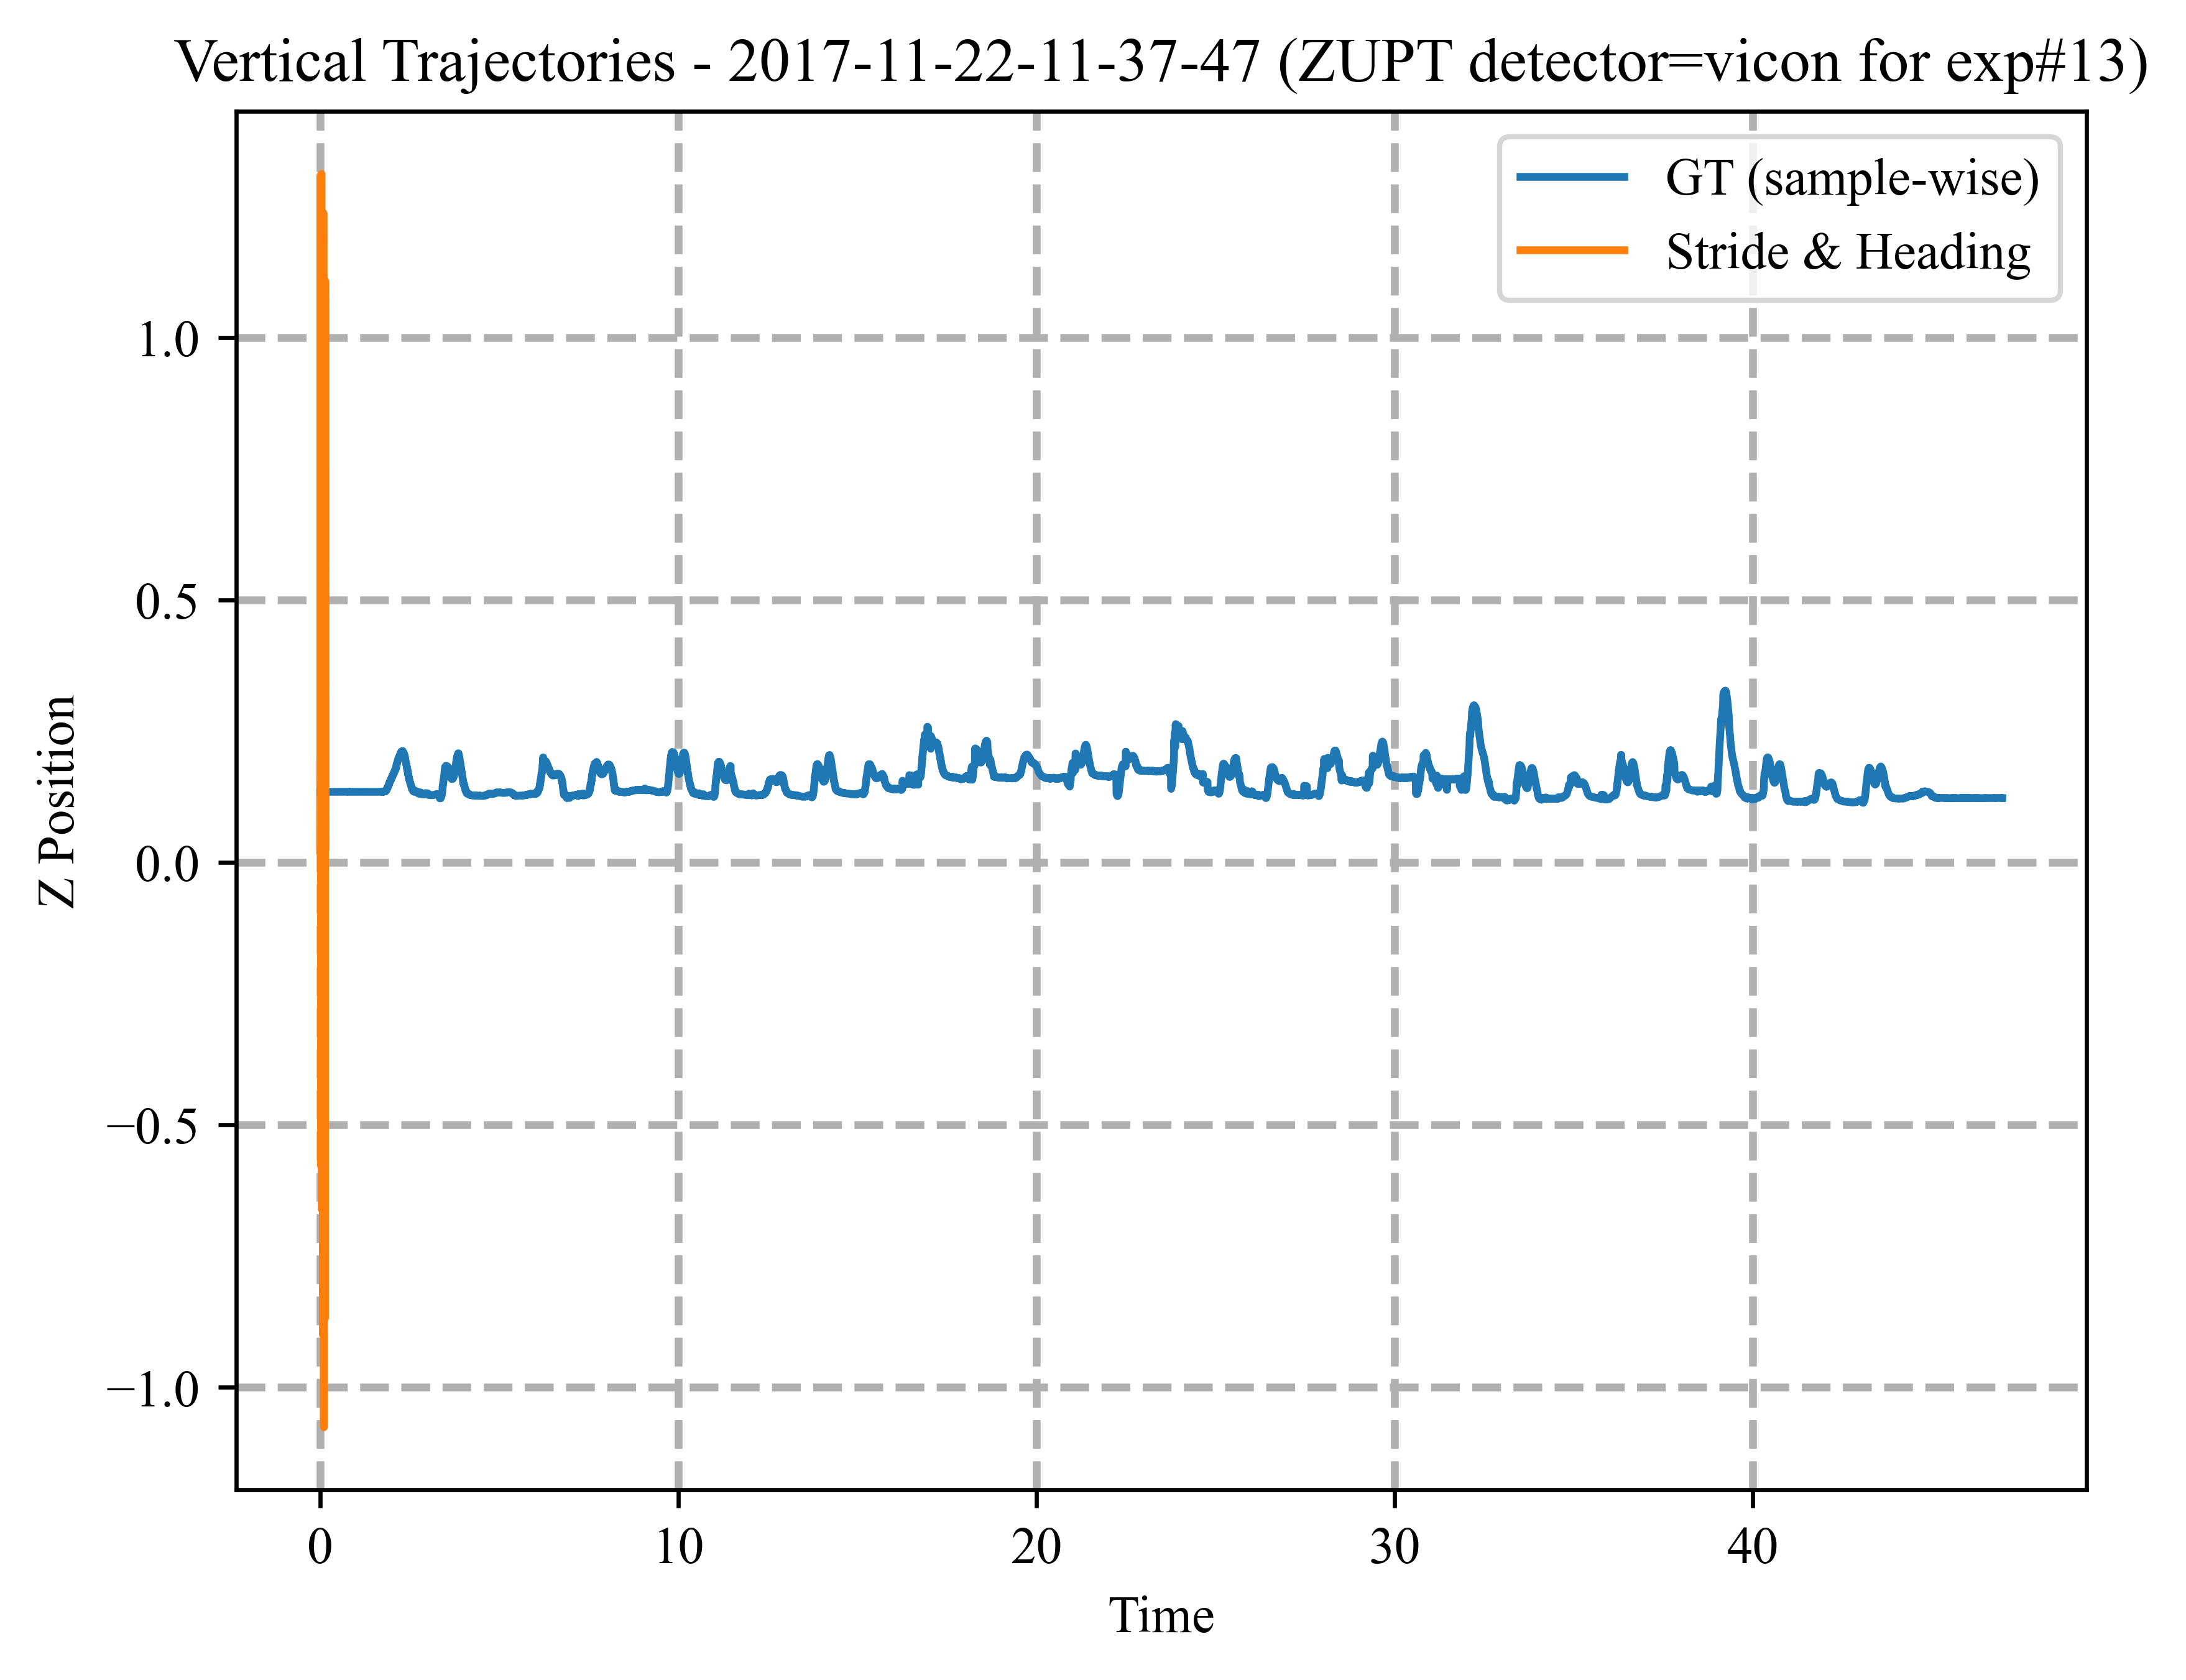 Vertical Trajectories - 2017-11-22-11-37-47 (ZUPT detector=vicon for exp#13)
GT (sample-wise)
Stride & Heading
1.0
0.5
0.0
−0.5
−1.0
Z Position
0 10 20 30 40
Time